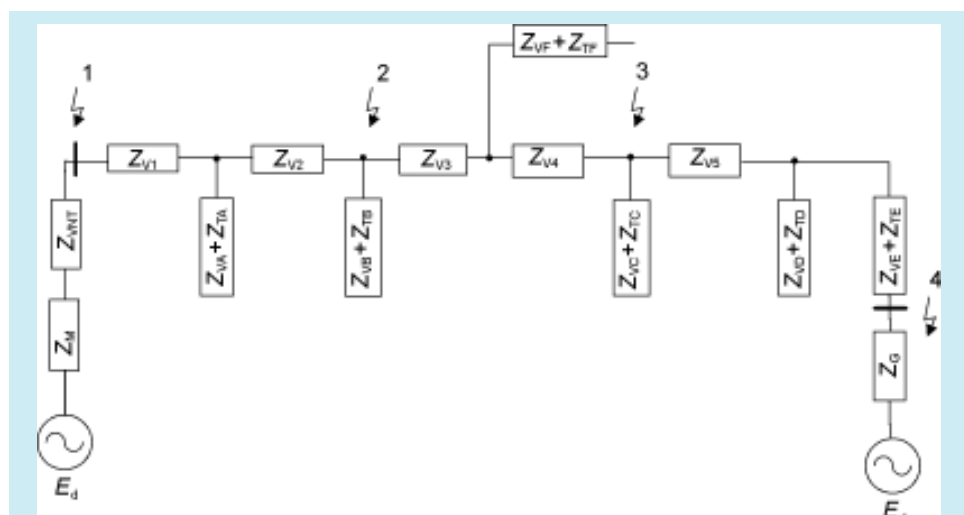 Z_VF + Z_TF
1
2
3
Z_V1
Z_V2
Z_V3
Z_V4
Z_V5
Z_VNT
Z_VA + Z_TA
Z_VB + Z_TB
Z_VC + Z_TC
Z_VD + Z_TD
Z_VE + Z_TE
4
Z_M
Z_G
E_d